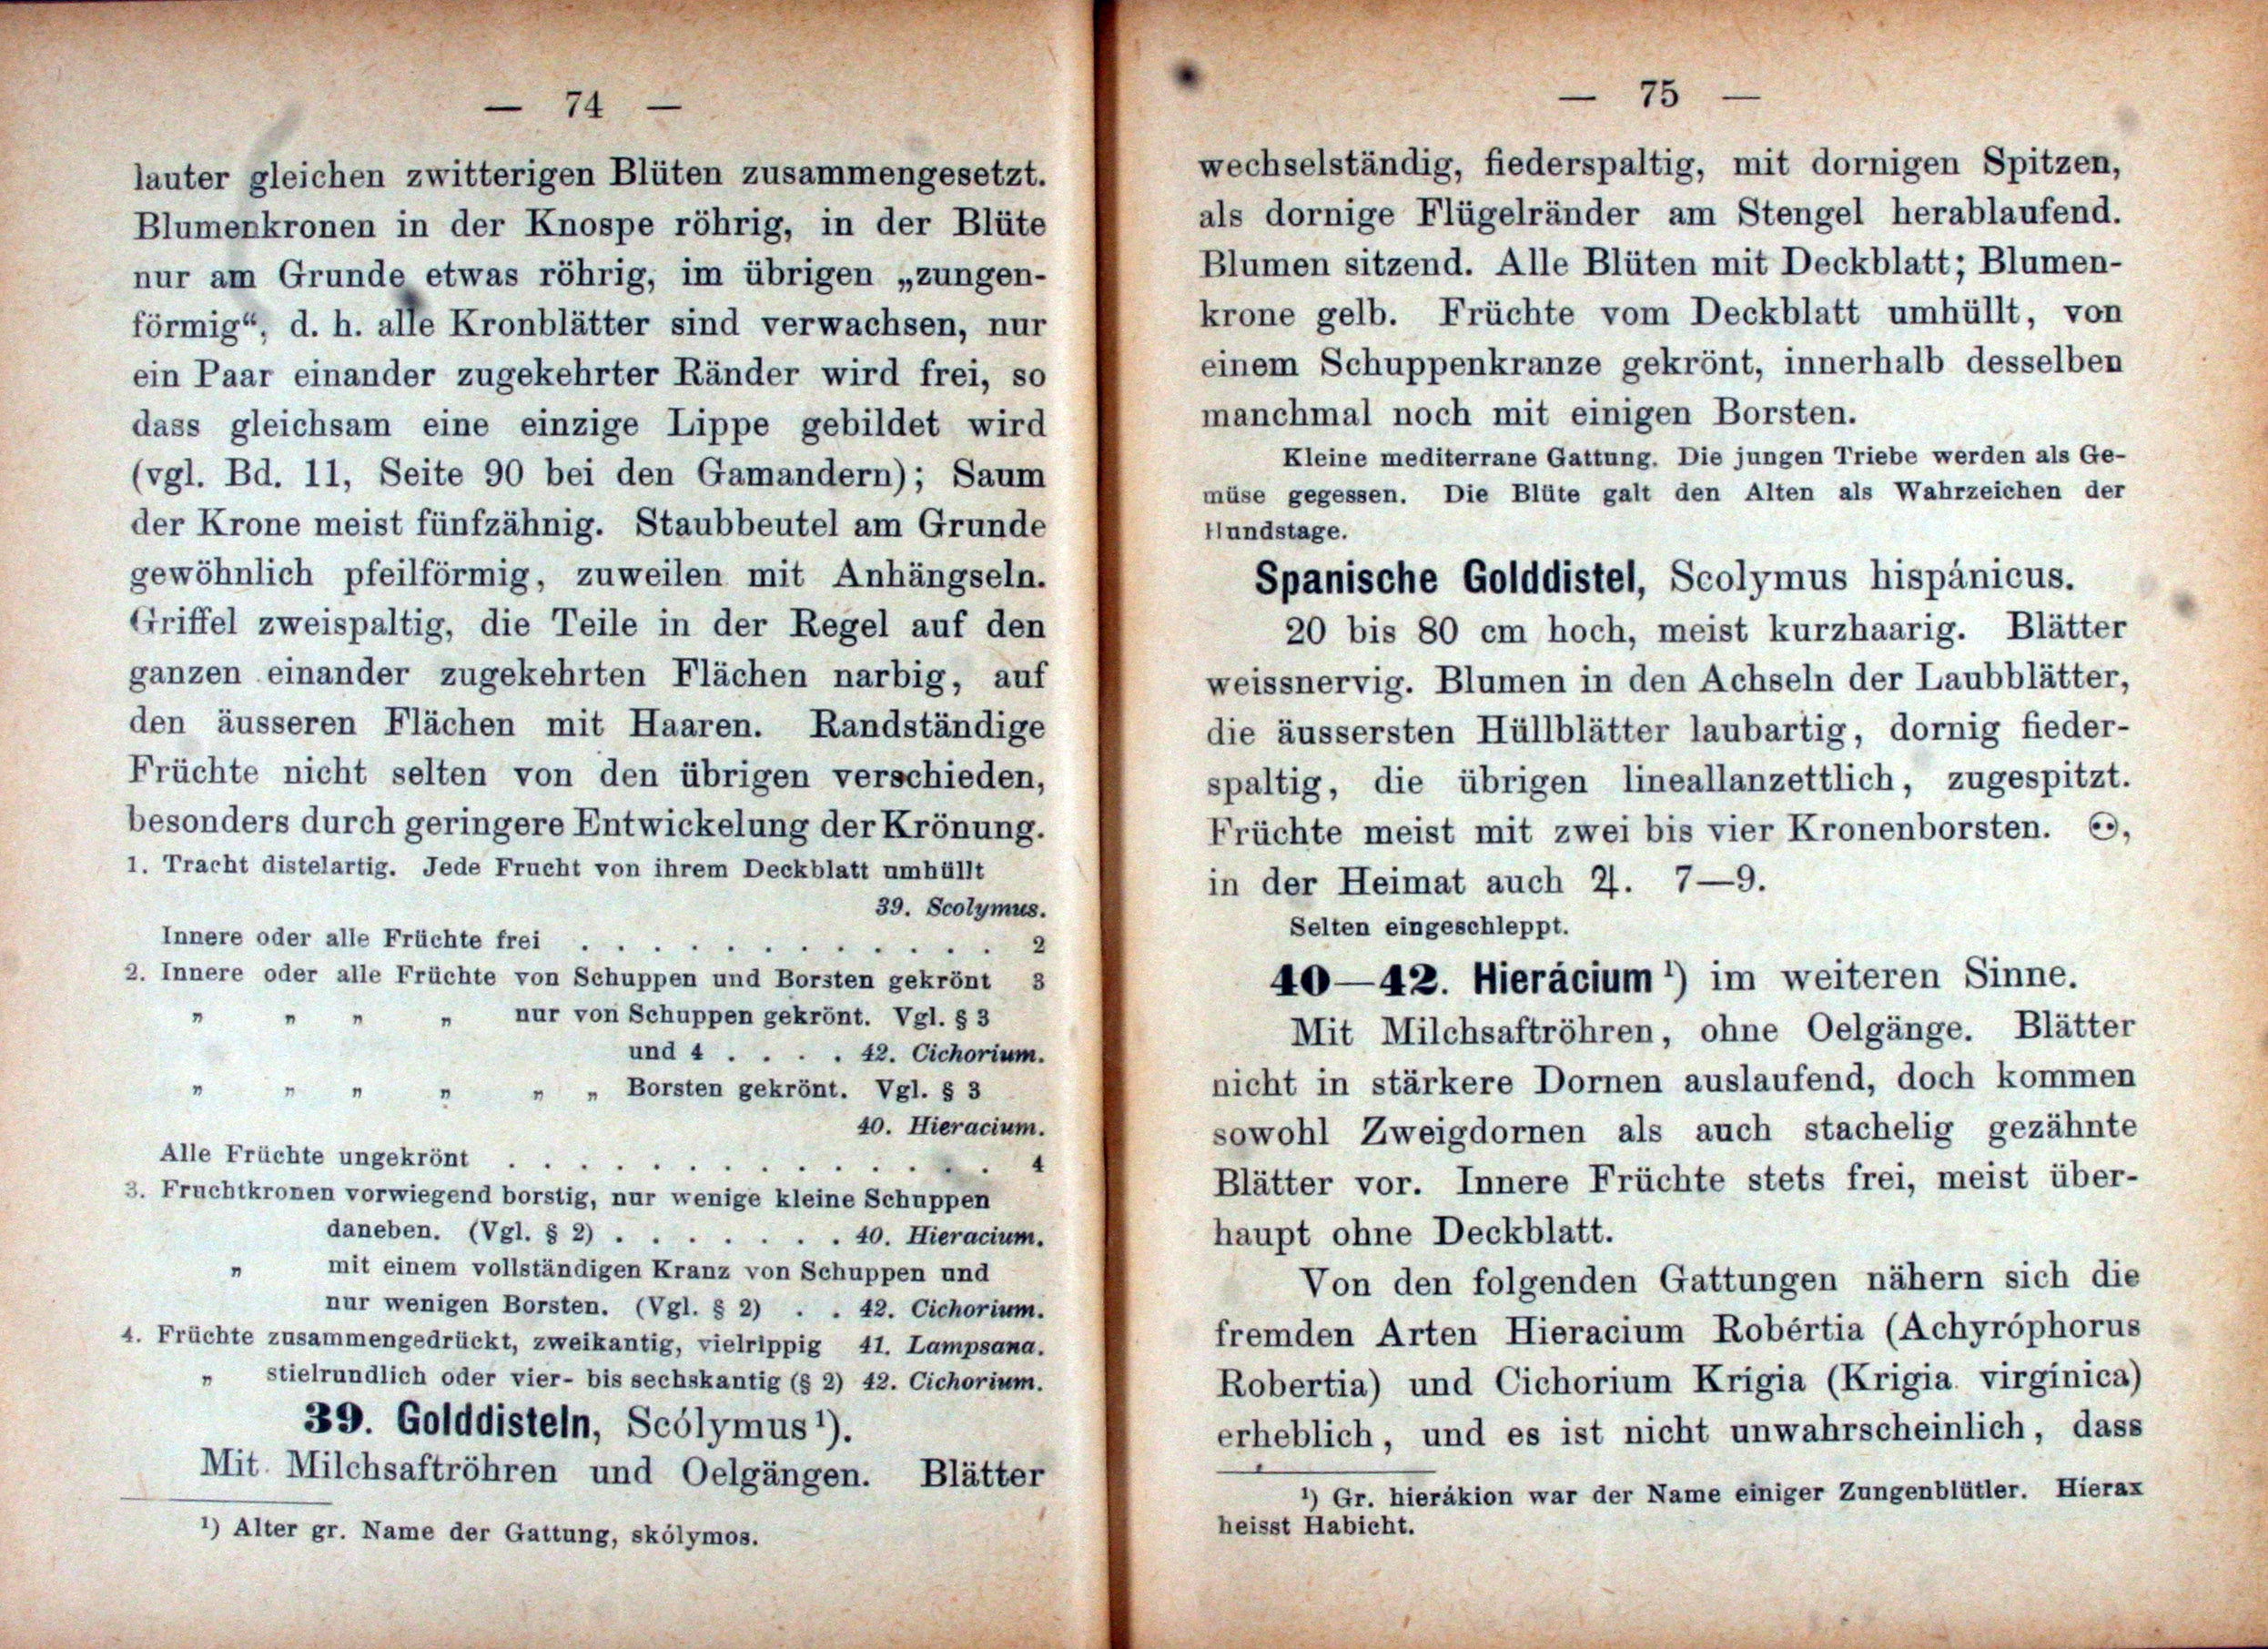 — 74 —
lauter gleichen zwitterigen Blüten zusammengesetzt.
Blumenkronen in der Knospe röhrig, in der Blüte
nur am Grunde etwas röhrig, im übrigen „zungen-
förmig“, d. h. alle Kronblätter sind verwachsen, nur
ein Paar einander zugekehrter Ränder wird frei, so
dass gleichsam eine einzige Lippe gebildet wird
(vgl. Bd. 11, Seite 90 bei den Gamandern); Saum
der Krone meist fünfzähnig. Staubbeutel am Grunde
gewöhnlich pfeilförmig, zuweilen mit Anhängseln.
Griffel zweispaltig, die Teile in der Regel auf den
ganzen einander zugekehrten Flächen narbig, auf
den äusseren Flächen mit Haaren. Randständige
Früchte nicht selten von den übrigen verschieden,
besonders durch geringere Entwickelung der Krönung.
1. Tracht distelartig. Jede Frucht von ihrem Deckblatt umhüllt
39. Scolymus.
Innere oder alle Früchte frei . . . . . . . . . . . . 2
2. Innere oder alle Früchte von Schuppen und Borsten gekrönt 3
„ „ „ „ nur von Schuppen gekrönt. Vgl. § 3
und 4 . . . . 42. Cichorium.
„ „ „ „ „ „ Borsten gekrönt. Vgl. § 3
40. Hieracium.
Alle Früchte ungekrönt . . . . . . . . . . . . . . 4
3. Fruchtkronen vorwiegend borstig, nur wenige kleine Schuppen
daneben. (Vgl. § 2) . . . . . . . 40. Hieracium.
„ mit einem vollständigen Kranz von Schuppen und
nur wenigen Borsten. (Vgl. § 2) . . 42. Cichorium.
4. Früchte zusammengedrückt, zweikantig, vielrippig 41. Lampsana.
„ stielrundlich oder vier- bis sechskantig (§ 2) 42. Cichorium.
39. Golddisteln, Scólymus¹).
Mit Milchsaftröhren und Oelgängen. Blätter
¹) Alter gr. Name der Gattung, skólymos.
— 75 —
wechselständig, fiederspaltig, mit dornigen Spitzen,
als dornige Flügelränder am Stengel herablaufend.
Blumen sitzend. Alle Blüten mit Deckblatt; Blumen-
krone gelb. Früchte vom Deckblatt umhüllt, von
einem Schuppenkranze gekrönt, innerhalb desselben
manchmal noch mit einigen Borsten.
Kleine mediterrane Gattung. Die jungen Triebe werden als Ge-
müse gegessen. Die Blüte galt den Alten als Wahrzeichen der
Hundstage.
Spanische Golddistel, Scolymus hispánicus.
20 bis 80 cm hoch, meist kurzhaarig. Blätter
weissnervig. Blumen in den Achseln der Laubblätter,
die äussersten Hüllblätter laubartig, dornig fieder-
spaltig, die übrigen lineallanzettlich, zugespitzt.
Früchte meist mit zwei bis vier Kronenborsten. ⚇,
in der Heimat auch ♃. 7—9.
Selten eingeschleppt.
40—42. Hierácium¹) im weiteren Sinne.
Mit Milchsaftröhren, ohne Oelgänge. Blätter
nicht in stärkere Dornen auslaufend, doch kommen
sowohl Zweigdornen als auch stachelig gezähnte
Blätter vor. Innere Früchte stets frei, meist über-
haupt ohne Deckblatt.
Von den folgenden Gattungen nähern sich die
fremden Arten Hieracium Robértia (Achyróphorus
Robertia) und Cichorium Krígia (Krigia virgínica)
erheblich, und es ist nicht unwahrscheinlich, dass
¹) Gr. hierákion war der Name einiger Zungenblütler. Hierax
heisst Habicht.